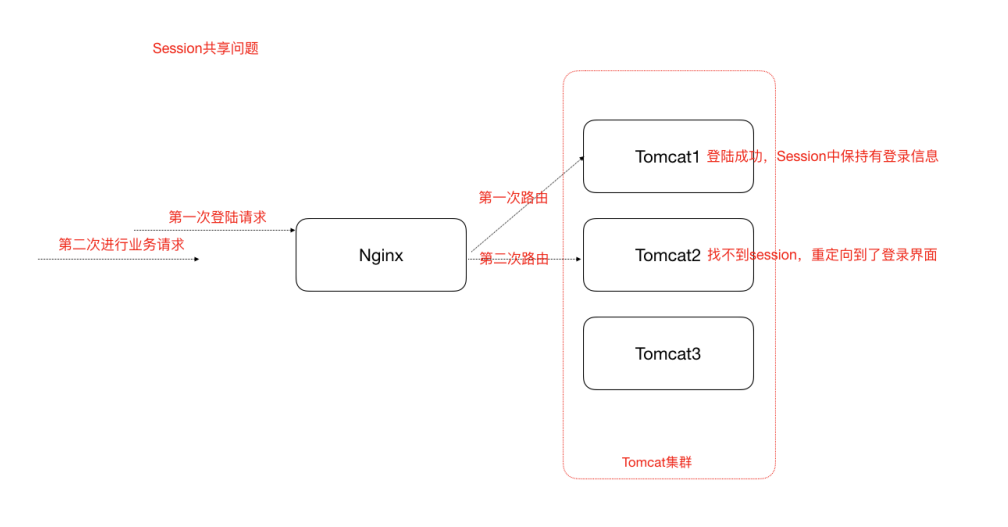 Session共享问题
Tomcat1 登陆成功，Session中保持有登录信息
第一次路由
第一次登陆请求
第二次进行业务请求
Nginx
第二次路由
Tomcat2 找不到session，重定向到了登录界面
Tomcat3
Tomcat集群